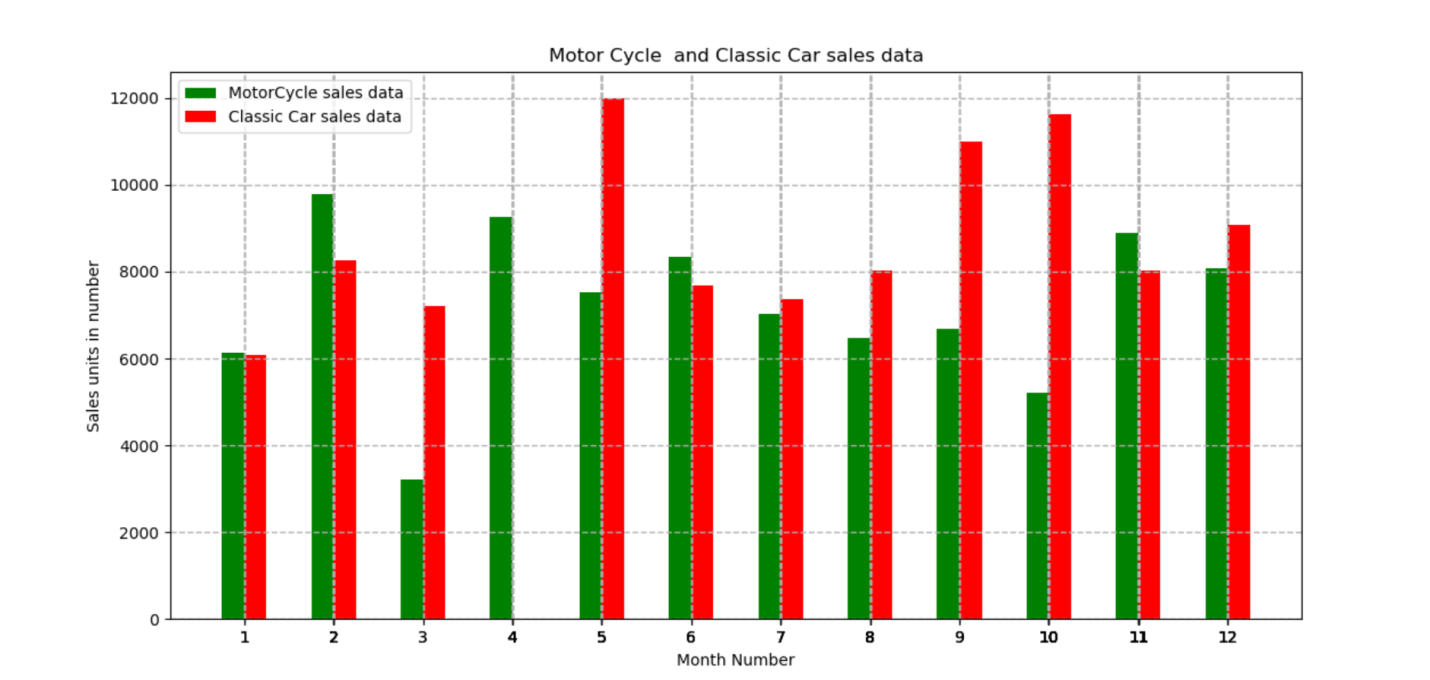 Motor Cycle  and Classic Car sales data
MotorCycle sales data
Classic Car sales data
12000
10000
8000
6000
4000
2000
0
Sales units in number
1 2 3 4 5 6 7 8 9 10 11 12
Month Number